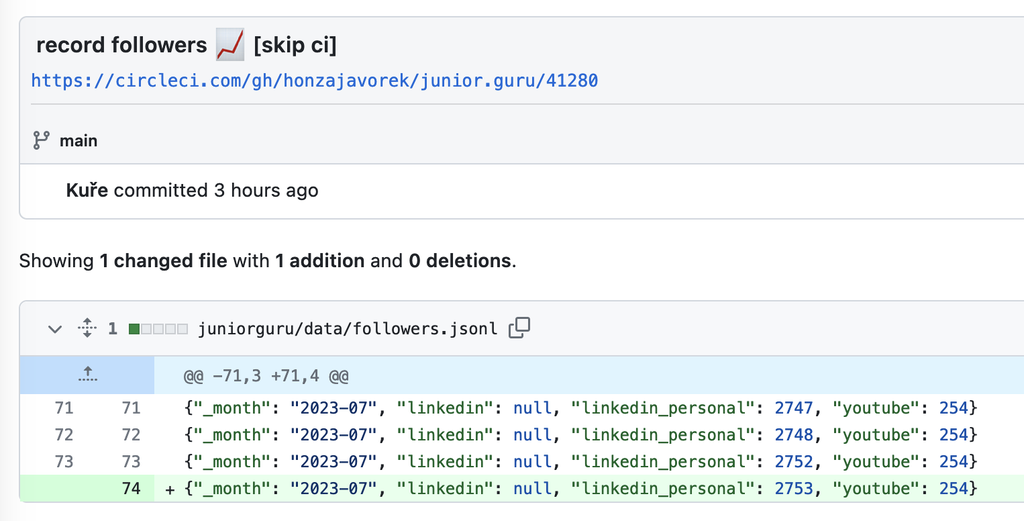 record followers 📈 [skip ci]
https://circleci.com/gh/honzajavorek/junior.guru/41280
main
Kuře committed 3 hours ago
Showing 1 changed file with 1 addition and 0 deletions.
1 juniorguru/data/followers.jsonl
@@ -71,3 +71,4 @@
71 71 {"_month": "2023-07", "linkedin": null, "linkedin_personal": 2747, "youtube": 254}
72 72 {"_month": "2023-07", "linkedin": null, "linkedin_personal": 2748, "youtube": 254}
73 73 {"_month": "2023-07", "linkedin": null, "linkedin_personal": 2752, "youtube": 254}
74 + {"_month": "2023-07", "linkedin": null, "linkedin_personal": 2753, "youtube": 254}